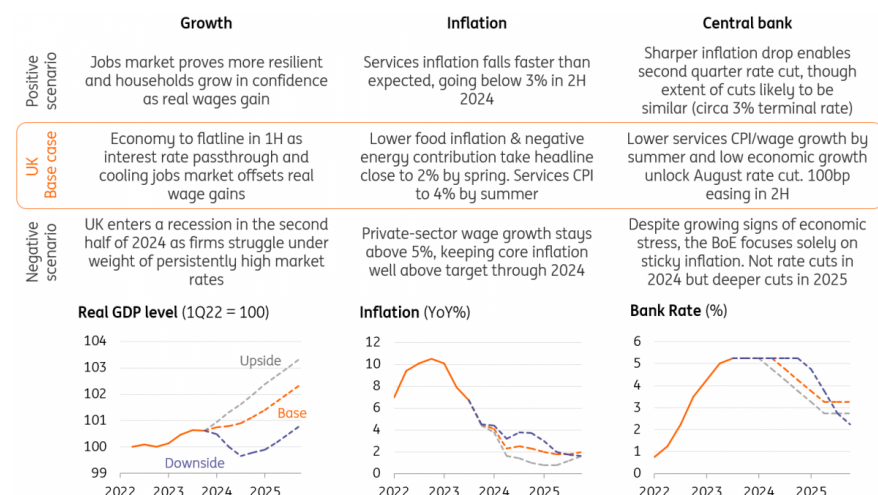 Growth
Inflation
Central bank
Positive
scenario
Jobs market proves more resilient
and households grow in confidence
as real wages gain
Services inflation falls faster than
expected, going below 3% in 2H
2024
Sharper inflation drop enables
second quarter rate cut, though
extent of cuts likely to be
similar (circa 3% terminal rate)
UK
Base case
Economy to flatline in 1H as
interest rate passthrough and
cooling jobs market offsets real
wage gains
Lower food inflation & negative
energy contribution take headline
close to 2% by spring. Services CPI
to 4% by summer
Lower services CPI/wage growth by
summer and low economic growth
unlock August rate cut. 100bp
easing in 2H
Negative
scenario
UK enters a recession in the second
half of 2024 as firms struggle under
weight of persistently high market
rates
Private-sector wage growth stays
above 5%, keeping core inflation
well above target through 2024
Despite growing signs of economic
stress, the BoE focuses solely on
sticky inflation. Not rate cuts in
2024 but deeper cuts in 2025
Real GDP level (1Q22 = 100)
104
103
102
101
100
99
Upside
Base
Downside
2022 2023 2024 2025
Inflation (YoY%)
12
10
8
6
4
2
0
2022 2023 2024 2025
Bank Rate (%)
6
5
4
3
2
1
0
2022 2023 2024 2025